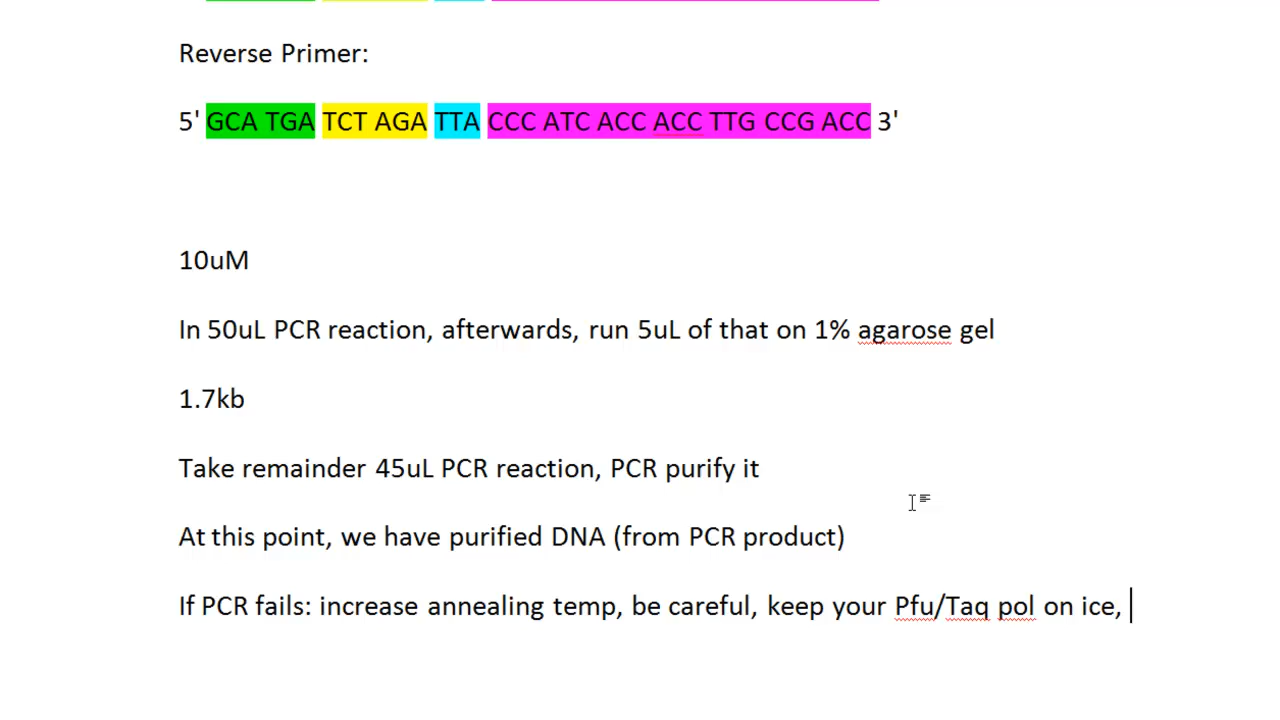 Reverse Primer:
5' GCA TGA TCT AGA TTA CCC ATC ACC ACC TTG CCG ACC 3'
10uM
In 50uL PCR reaction, afterwards, run 5uL of that on 1% agarose gel
1.7kb
Take remainder 45uL PCR reaction, PCR purify it
At this point, we have purified DNA (from PCR product)
If PCR fails: increase annealing temp, be careful, keep your Pfu/Taq pol on ice,